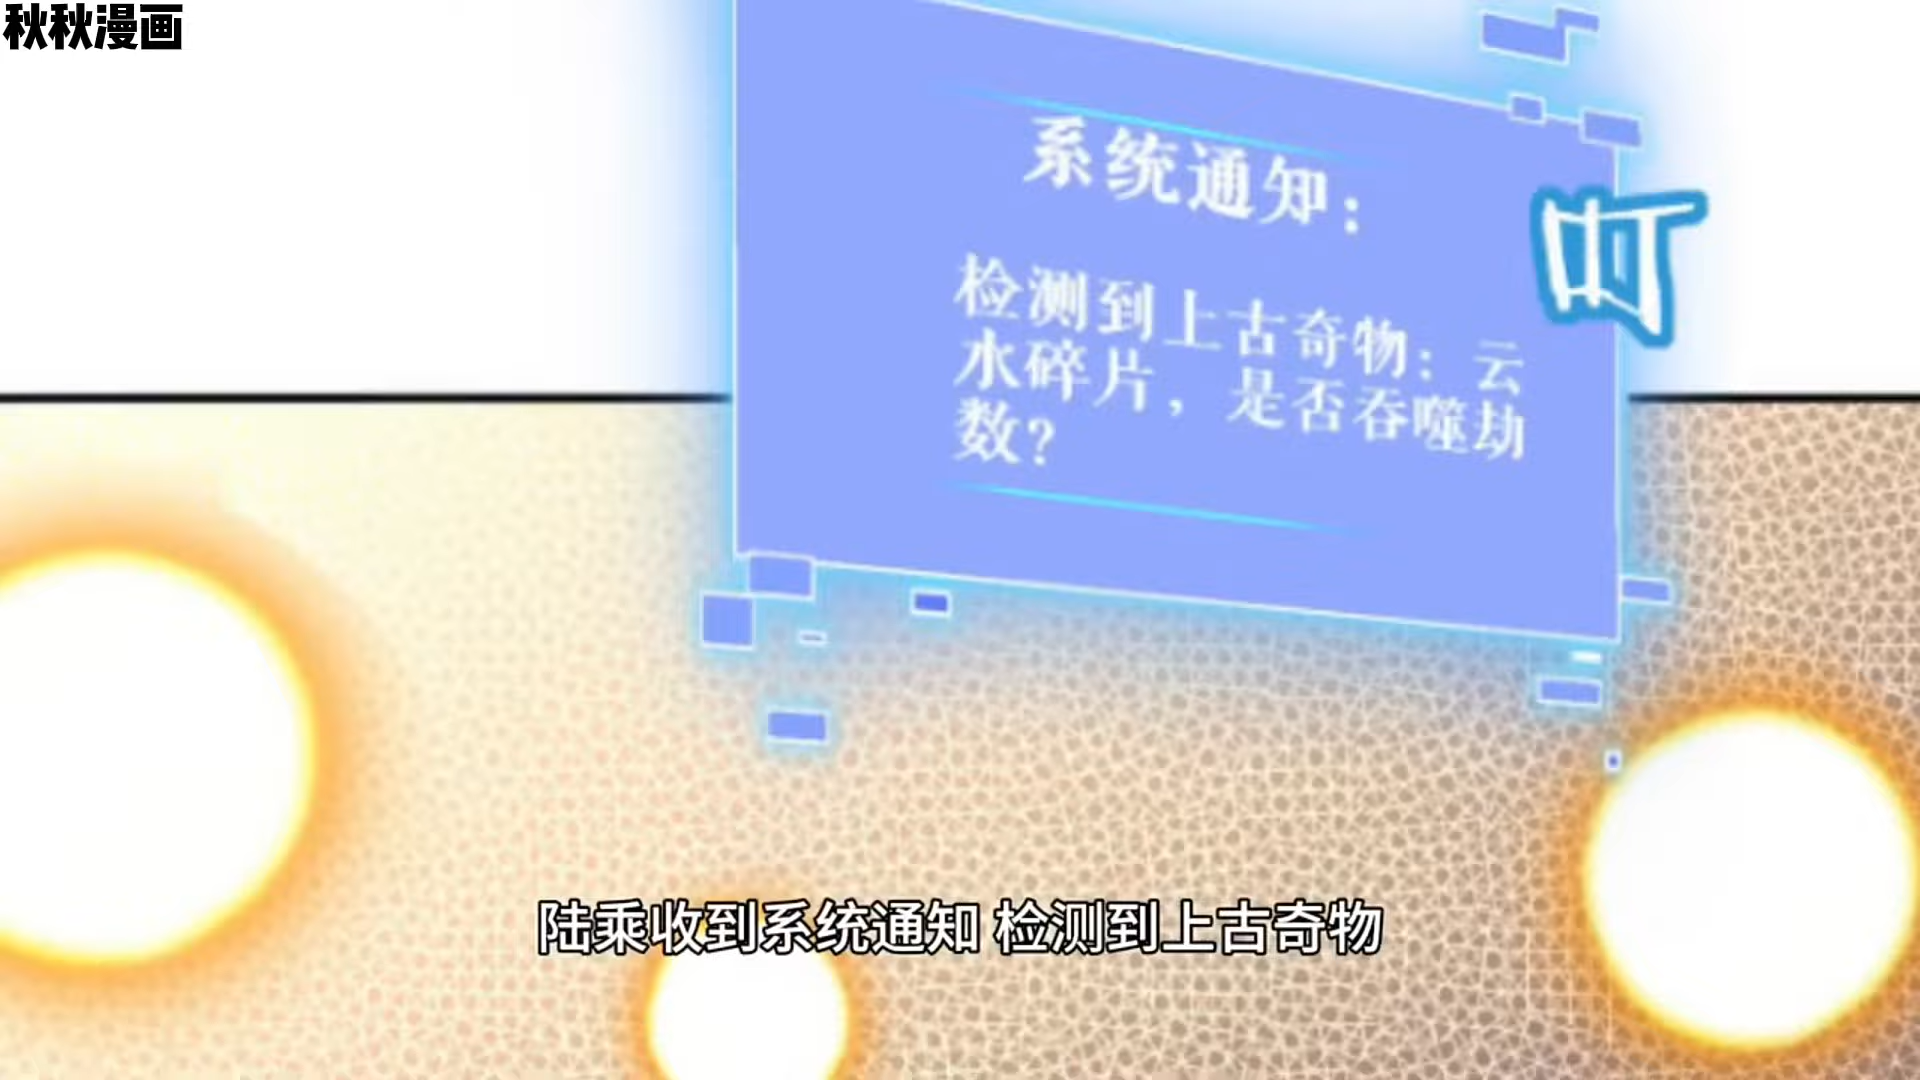 秋秋漫画
系统通知：
叮
检测到上古奇物：云
水碎片，是否吞噬劫
数？
陆乘收到系统通知 检测到上古奇物